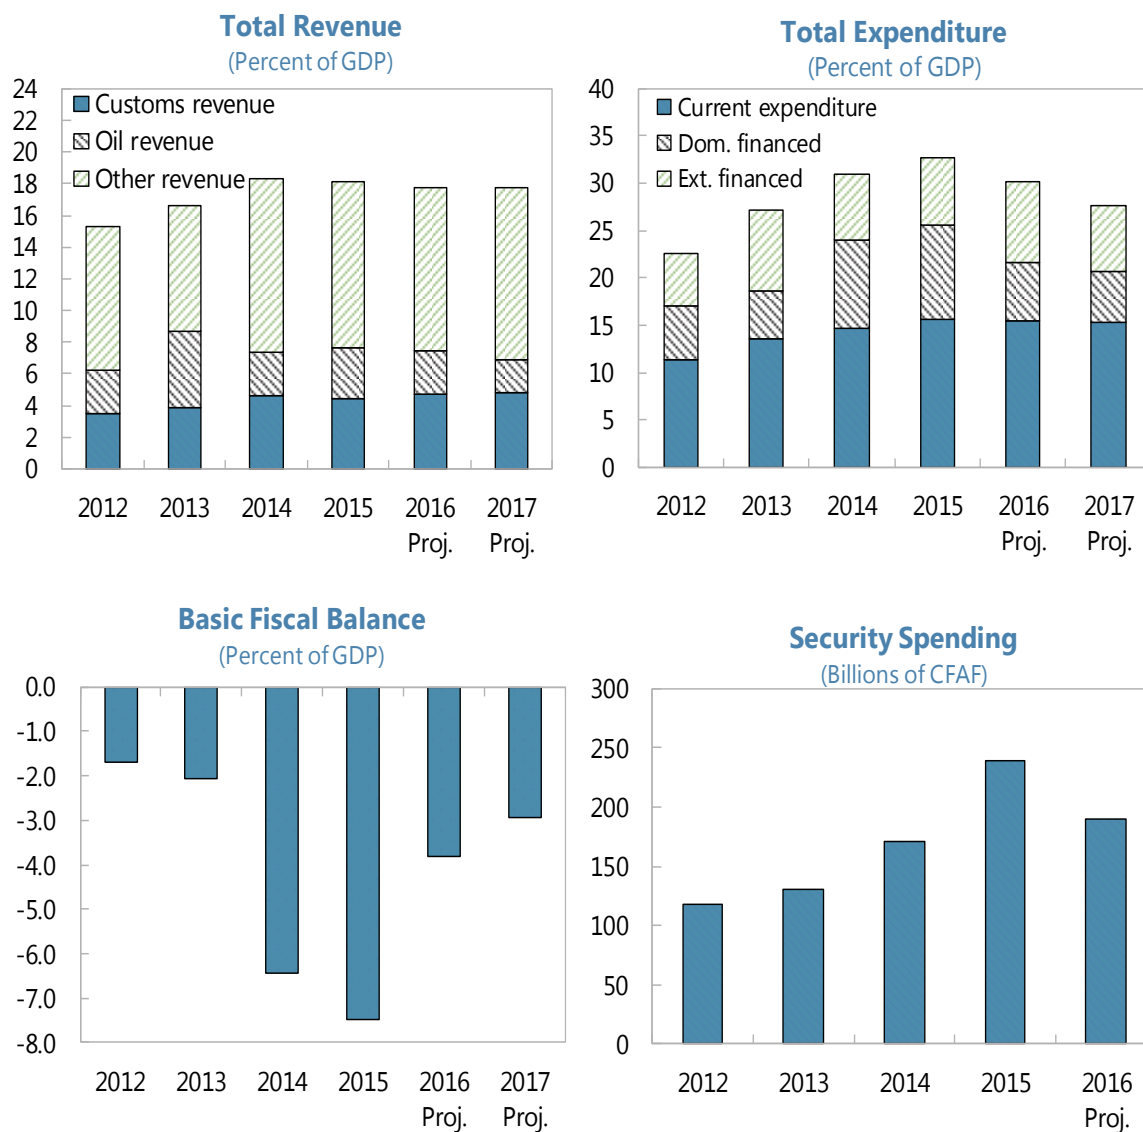 Total Revenue
(Percent of GDP)
24
22
20
18
16
14
12
10
8
6
4
2
0
Customs revenue
Oil revenue
Other revenue
2012 2013 2014 2015 2016 2017
Proj. Proj.
Total Expenditure
(Percent of GDP)
40
35
30
25
20
15
10
5
0
Current expenditure
Dom. financed
Ext. financed
2012 2013 2014 2015 2016 2017
Proj. Proj.
Basic Fiscal Balance
(Percent of GDP)
0.0
-1.0
-2.0
-3.0
-4.0
-5.0
-6.0
-7.0
-8.0
2012 2013 2014 2015 2016 2017
Proj. Proj.
Security Spending
(Billions of CFAF)
300
250
200
150
100
50
0
2012 2013 2014 2015 2016
Proj.